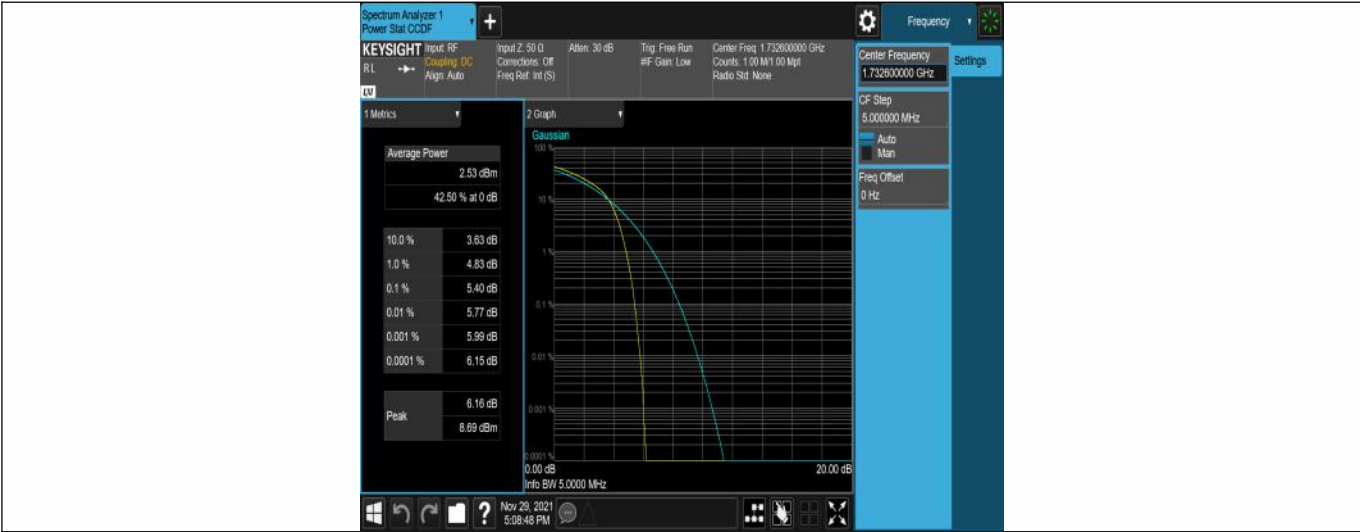 Spectrum Analyzer 1
Power Stat CCDF
+
Frequency
KEYSIGHT
RL
LXI
Input: RF
Coupling: DC
Align: Auto
Input Z: 50 Ω
Corrections: Off
Freq Ref: Int (S)
Atten: 30 dB
Trig: Free Run
#IF Gain: Low
Center Freq: 1.732600000 GHz
Counts: 1.00 M/1.00 Mpt
Radio Std: None
Center Frequency
1.732600000 GHz
Settings
CF Step
5.000000 MHz
Auto
Man
Freq Offset
0 Hz
1 Metrics
Average Power
2.53 dBm
42.50 % at 0 dB
10.0 % 3.63 dB
1.0 % 4.83 dB
0.1 % 5.40 dB
0.01 % 5.77 dB
0.001 % 5.99 dB
0.0001 % 6.15 dB
Peak
6.16 dB
8.69 dBm
2 Graph
Gaussian
100 %
10 %
1 %
0.1 %
0.01 %
0.001 %
0.0001 %
0.00 dB 20.00 dB
Info BW 5.0000 MHz
?
Nov 29, 2021
5:08:48 PM